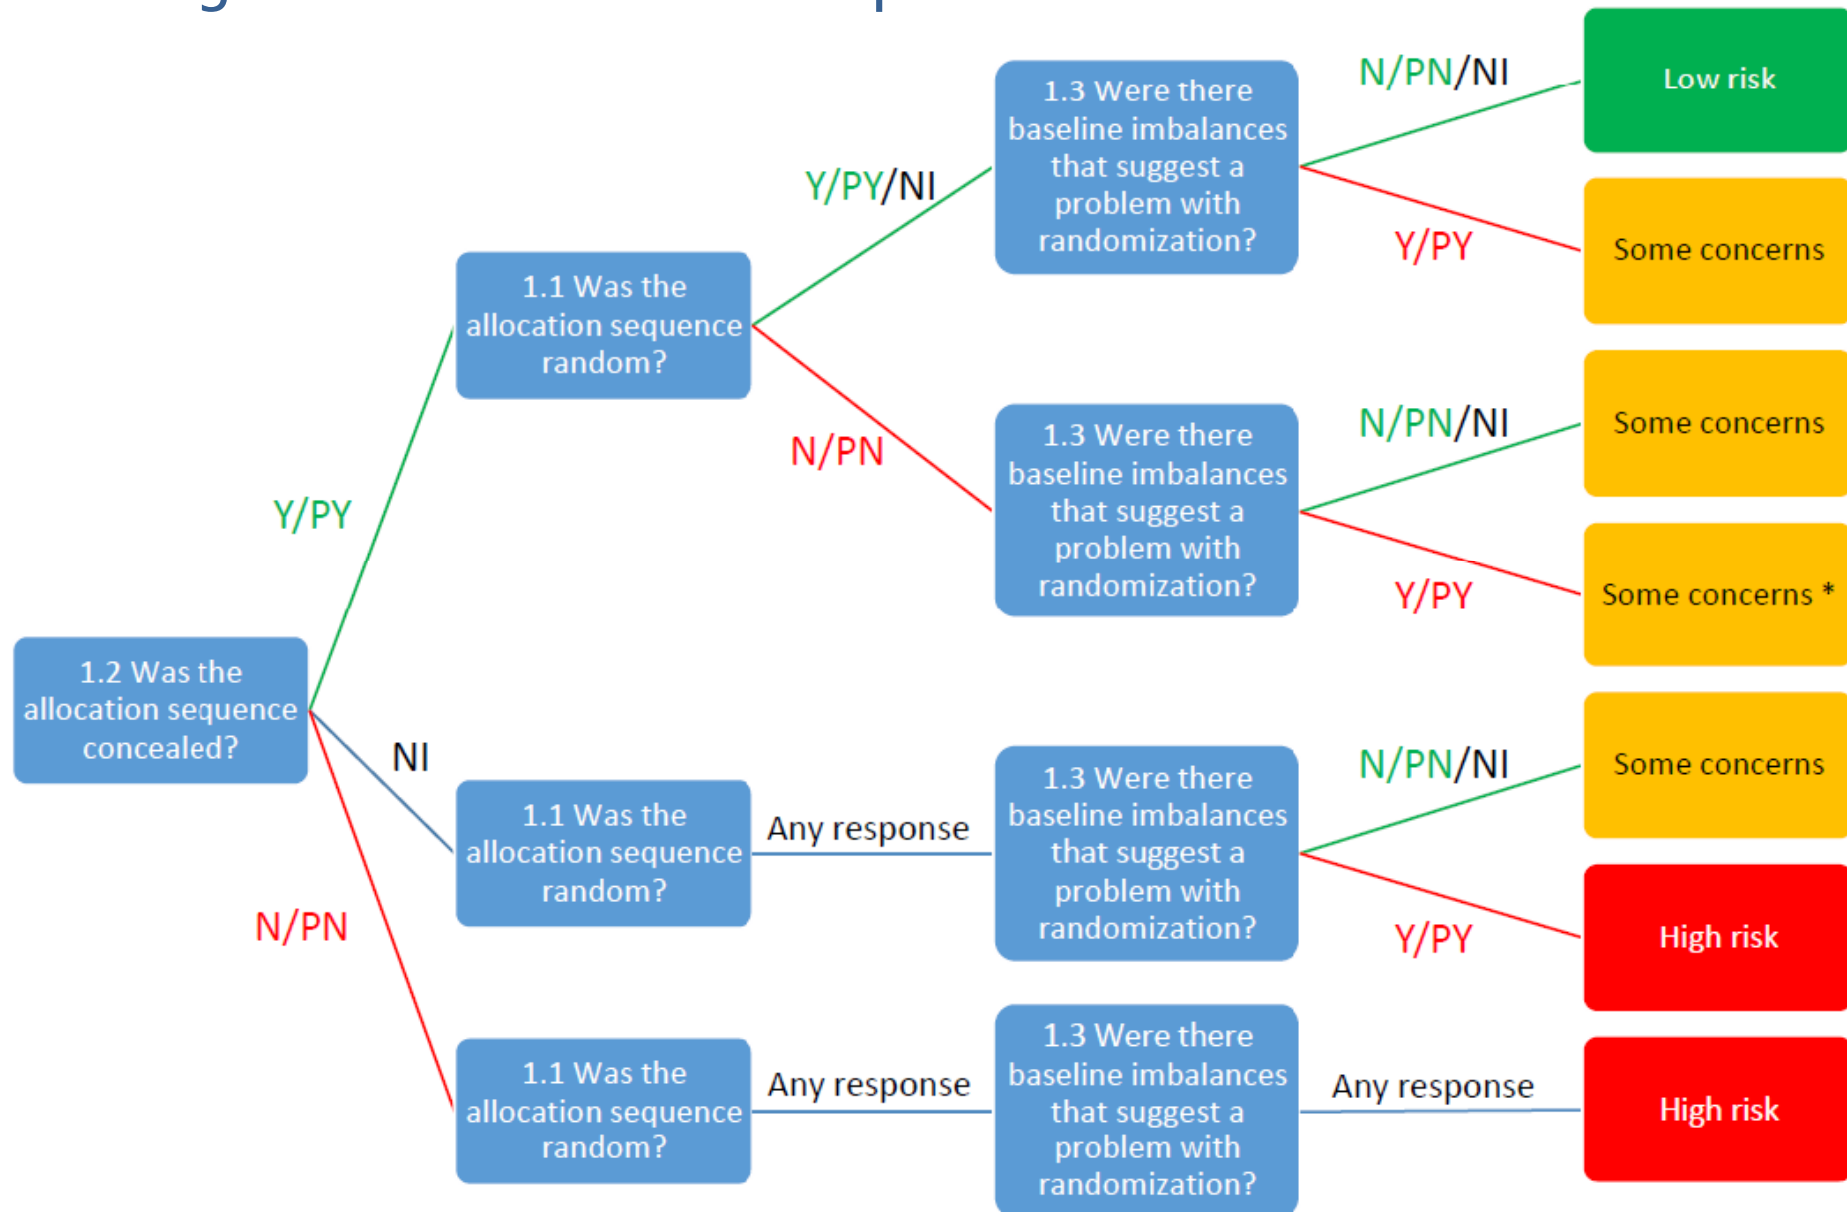 Low risk
1.3 Were there
baseline imbalances
that suggest a
problem with
randomization?
N/PN/NI
Y/PY
Some concerns
Y/PY/NI
1.1 Was the
allocation sequence
random?
N/PN
1.3 Were there
baseline imbalances
that suggest a
problem with
randomization?
N/PN/NI
Some concerns
Y/PY
Some concerns *
Y/PY
1.2 Was the
allocation sequence
concealed?
NI
1.1 Was the
allocation sequence
random?
Any response
1.3 Were there
baseline imbalances
that suggest a
problem with
randomization?
N/PN/NI
Some concerns
Y/PY
High risk
N/PN
1.1 Was the
allocation sequence
random?
Any response
1.3 Were there
baseline imbalances
that suggest a
problem with
randomization?
Any response
High risk